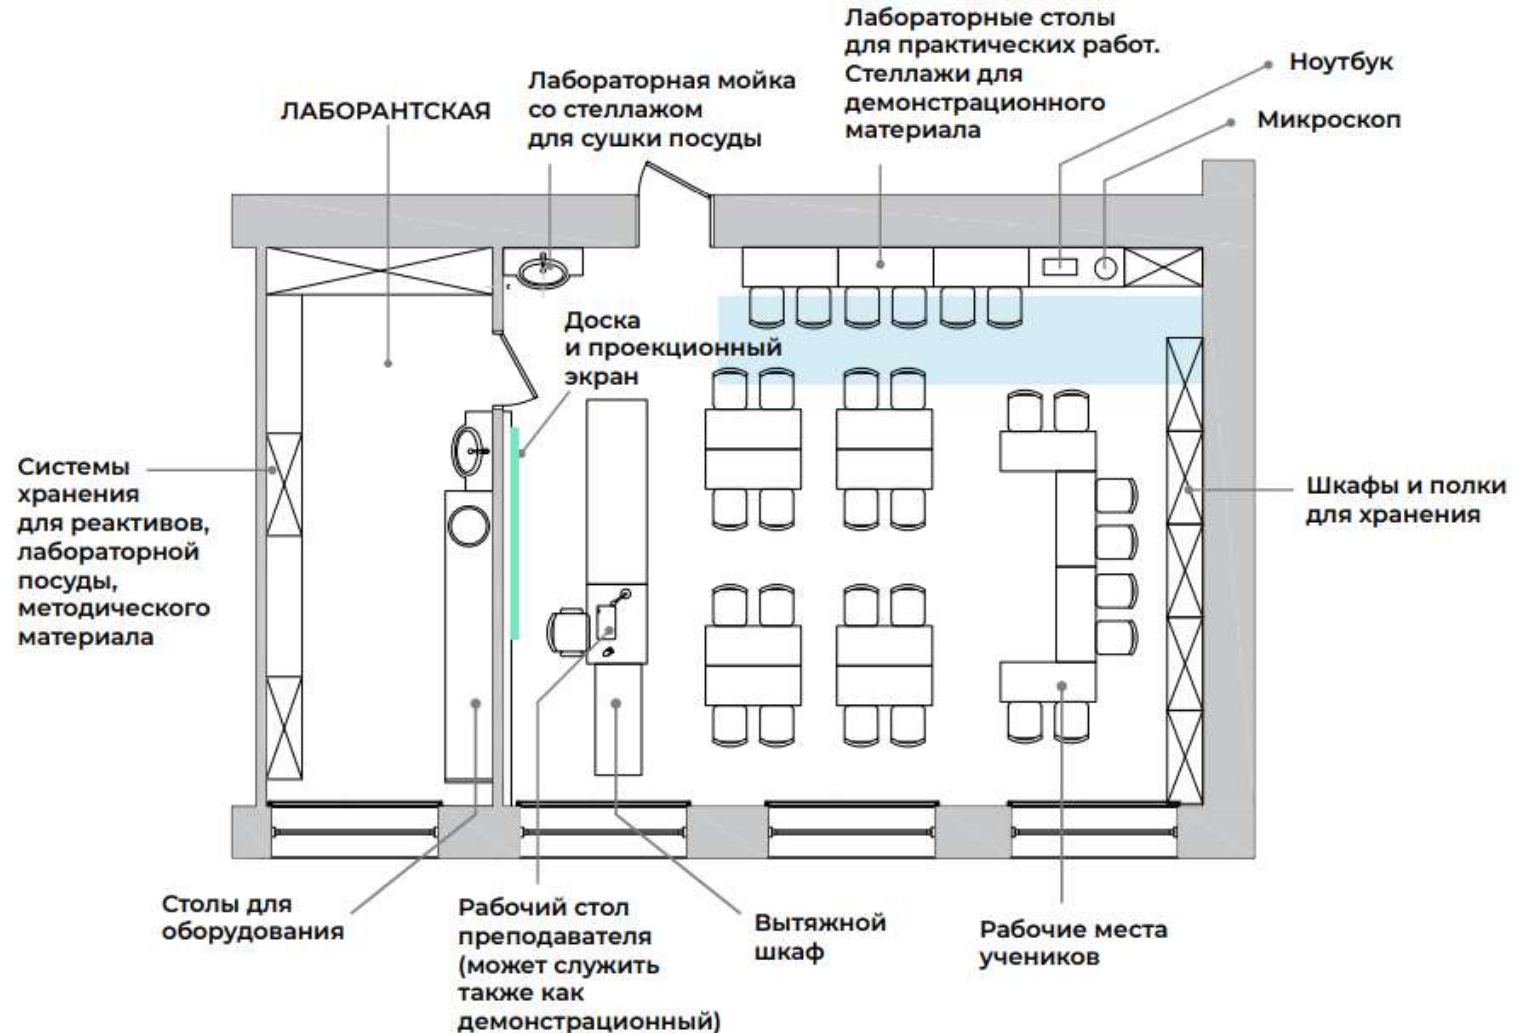 Лабораторные столы
для практических работ.
Стеллажи для
демонстрационного
материала
Ноутбук
Микроскоп
Лабораторная мойка
со стеллажом
для сушки посуды
ЛАБОРАНТСКАЯ
Доска
и проекционный
экран
Системы
хранения
для реактивов,
лабораторной
посуды,
методического
материала
Шкафы и полки
для хранения
Столы для
оборудования
Рабочий стол
преподавателя
(может служить
также как
демонстрационный)
Вытяжной
шкаф
Рабочие места
учеников